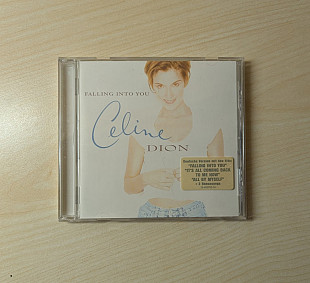 FALLING INTO YOU
Celine
DION
"FALLING INTO YOU"
"IT'S ALL COMING BACK
TO ME NOW"
"ALL BY MYSELF"